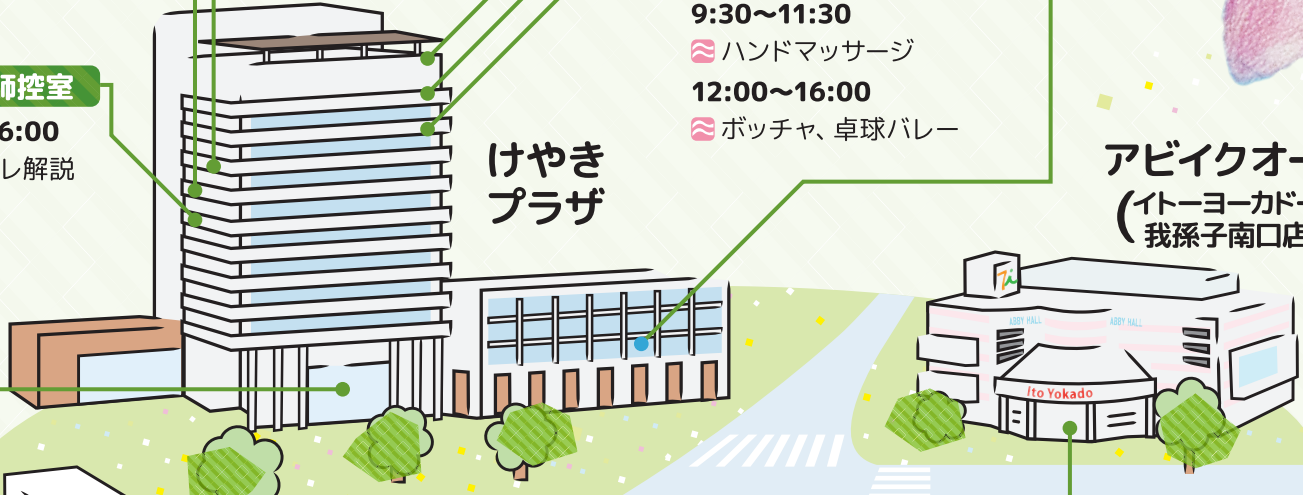 9:30〜11:30
ハンドマッサージ
12:00〜16:00
ボッチャ、卓球バレー
師控室
6:00
レ解説
けやき
プラザ
アビイクオー
(イトーヨーカドー
我孫子南口店
ABBY HALL
ABBY HALL
Ito Yokado